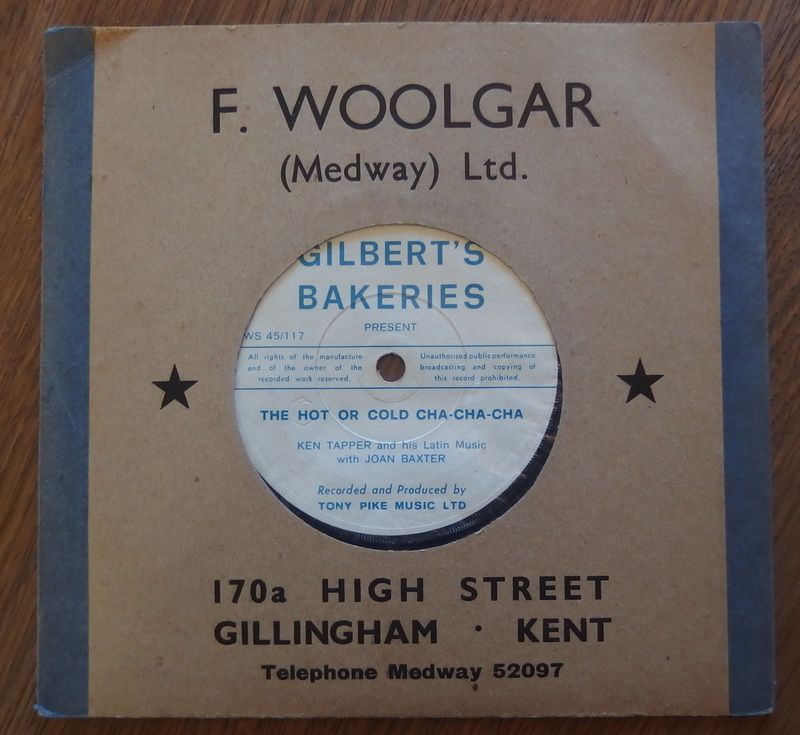 F. WOOLGAR
(Medway) Ltd.
GILBERT'S
BAKERIES
PRESENT
WS 45/117
All rights of the manufacture
and of the owner of the
recorded work reserved.
Unauthorised public performance
broadcasting and copying of
this record prohibited.
THE HOT OR COLD CHA-CHA-CHA
KEN TAPPER and his Latin Music
with JOAN BAXTER
Recorded and Produced by
TONY PIKE MUSIC LTD
170a HIGH STREET
GILLINGHAM · KENT
Telephone Medway 52097